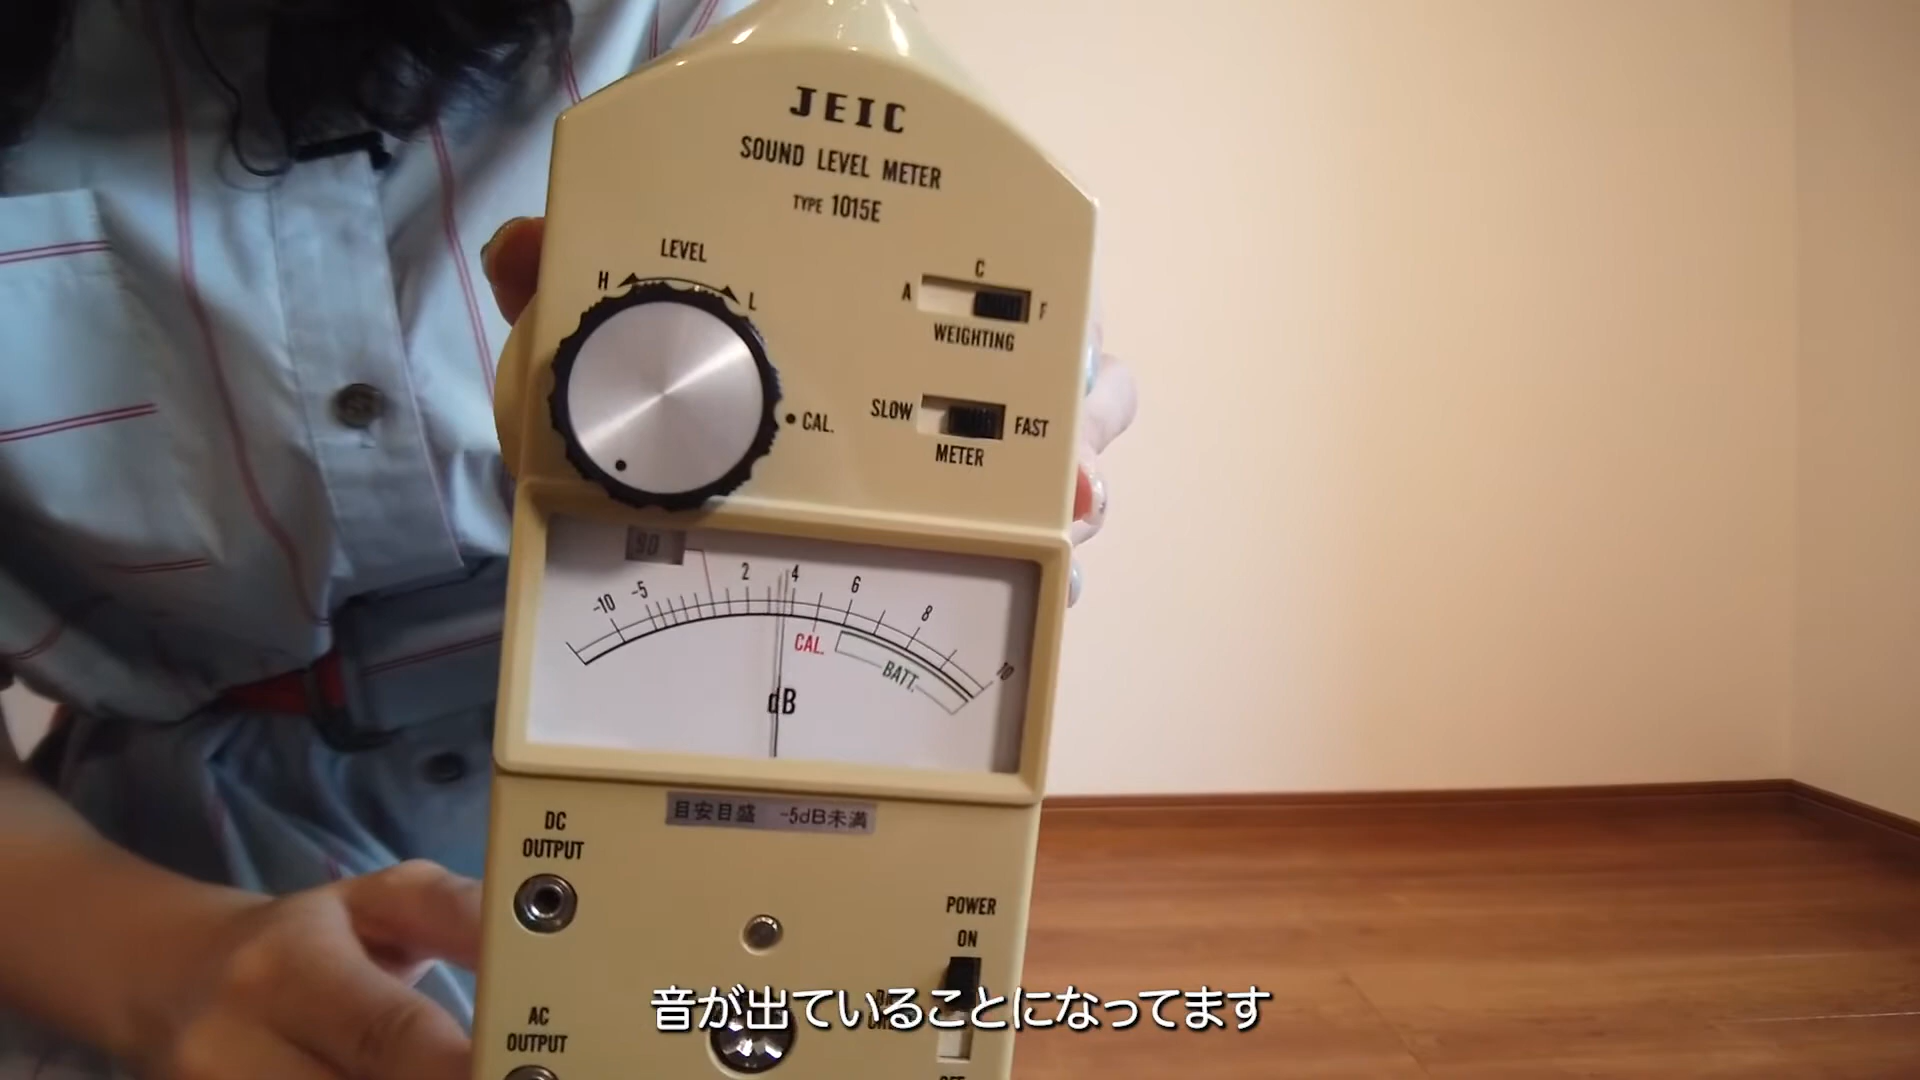 JEIC
SOUND LEVEL METER
TYPE 1015E
LEVEL
H L
C
A F
WEIGHTING
CAL.
SLOW FAST
METER
90
-10 -5 2 4 6 8 10
CAL.
BATT.
dB
目安目盛 -5dB未満
DC
OUTPUT
POWER
ON
音が出ていることになってます
AC
OUTPUT